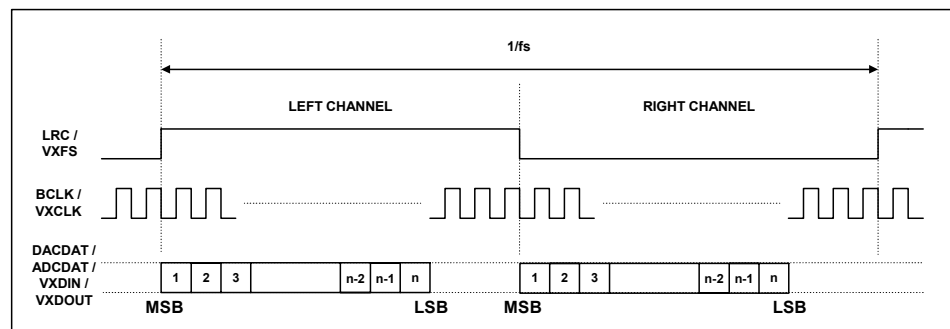 1/fs
LEFT CHANNEL
RIGHT CHANNEL
LRC /
VXFS
BCLK /
VXCLK
DACDAT /
ADCDAT /
VXDIN /
VXDOUT
1 2 3 n-2 n-1 n 1 2 3 n-2 n-1 n
MSB LSB MSB LSB